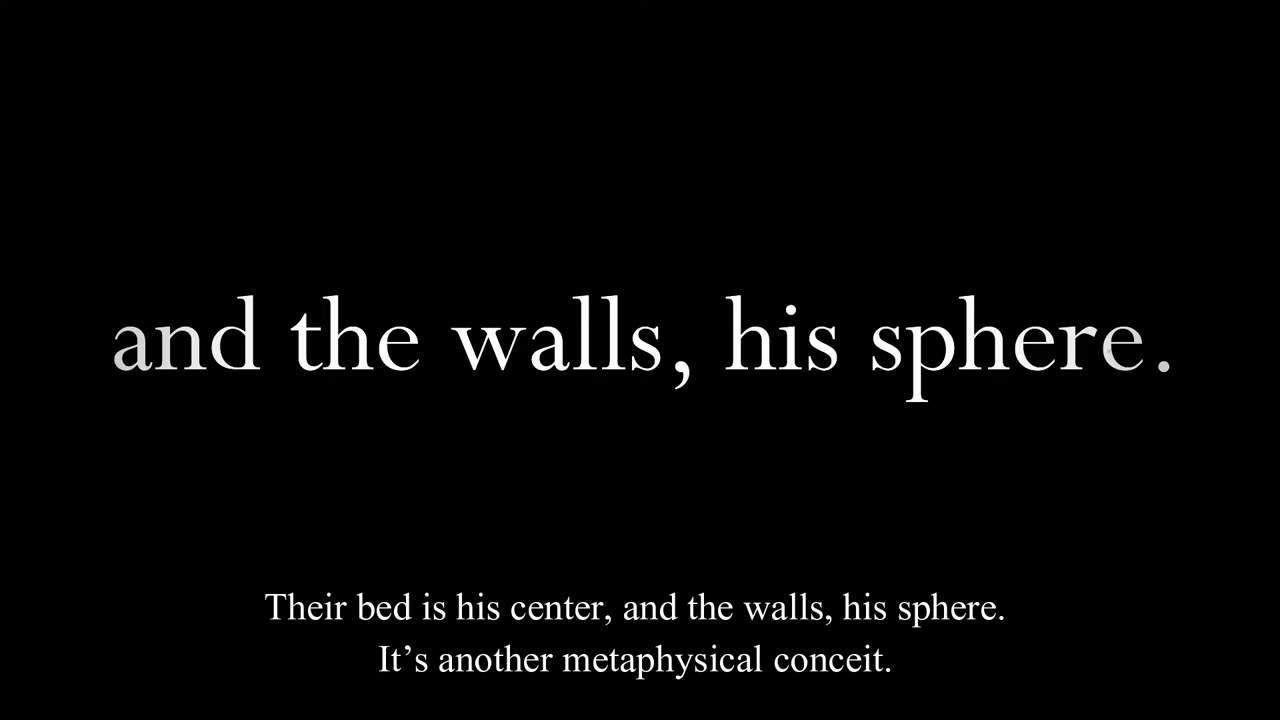 and the walls, his sphere.
Their bed is his center, and the walls, his sphere.
It’s another metaphysical conceit.